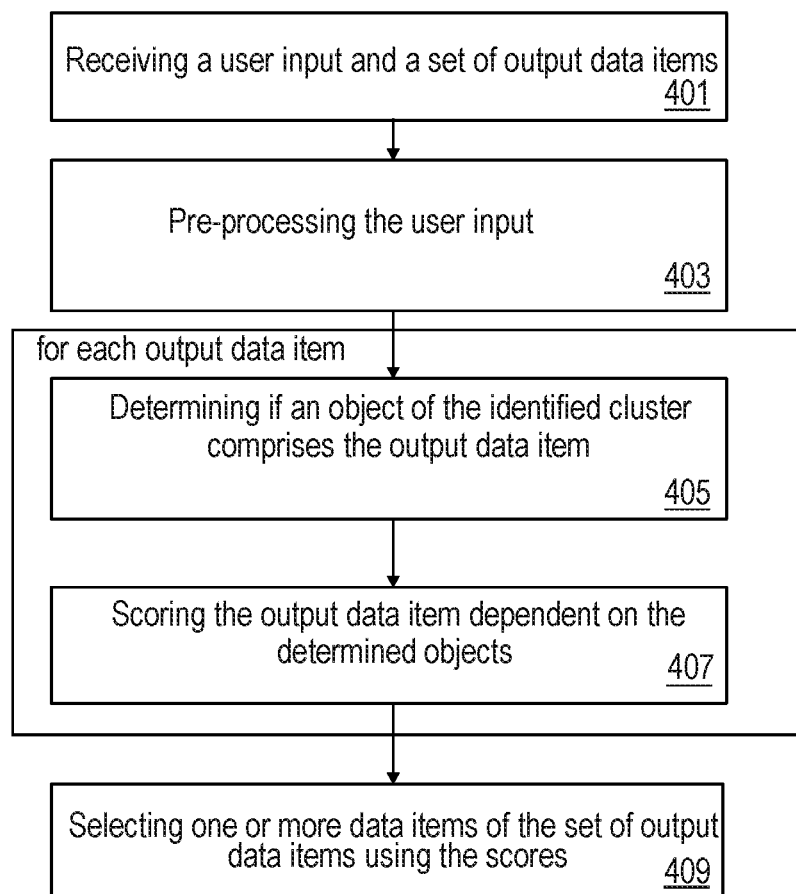 Receiving a user input and a set of output data items
401
Pre-processing the user input
403
for each output data item
Determining if an object of the identified cluster
comprises the output data item
405
Scoring the output data item dependent on the
determined objects
407
Selecting one or more data items of the set of output
data items using the scores
409